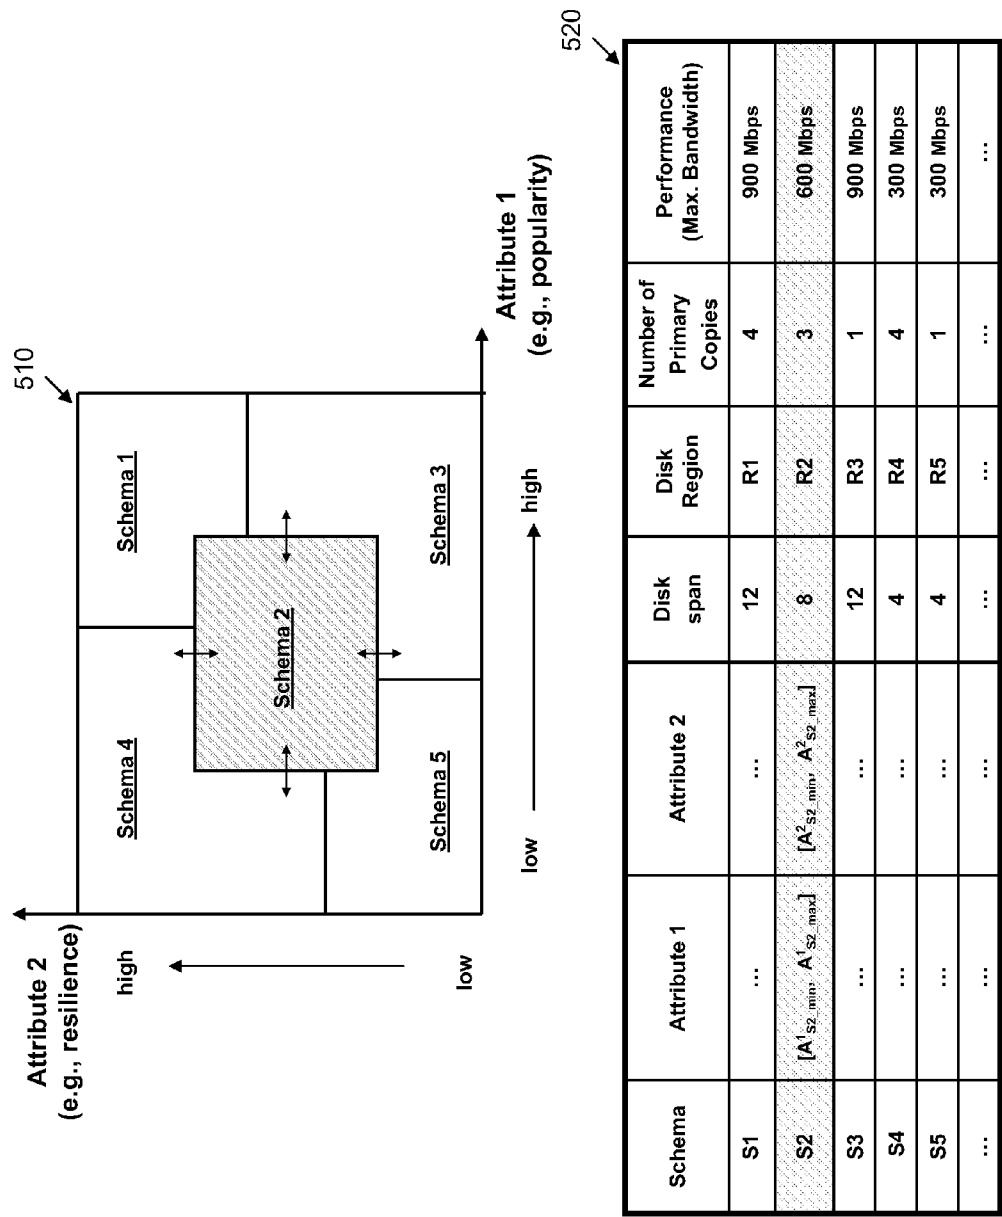 510
Attribute 2
(e.g., resilience)
high
low
Schema 4
Schema 1
Schema 2
Schema 5
Schema 3
low
high
Attribute 1
(e.g., popularity)
520
Schema Attribute 1 Attribute 2 Disk span Disk Region Number of Primary Copies Performance (Max. Bandwidth)
S1 ... ... 12 R1 4 900 Mbps
S2 [A¹S2_min, A¹S2_max] [A²S2_min, A²S2_max] 8 R2 3 600 Mbps
S3 ... ... 12 R3 1 900 Mbps
S4 ... ... 4 R4 4 300 Mbps
S5 ... ... 4 R5 1 300 Mbps
... ... ... ... ... ... ...